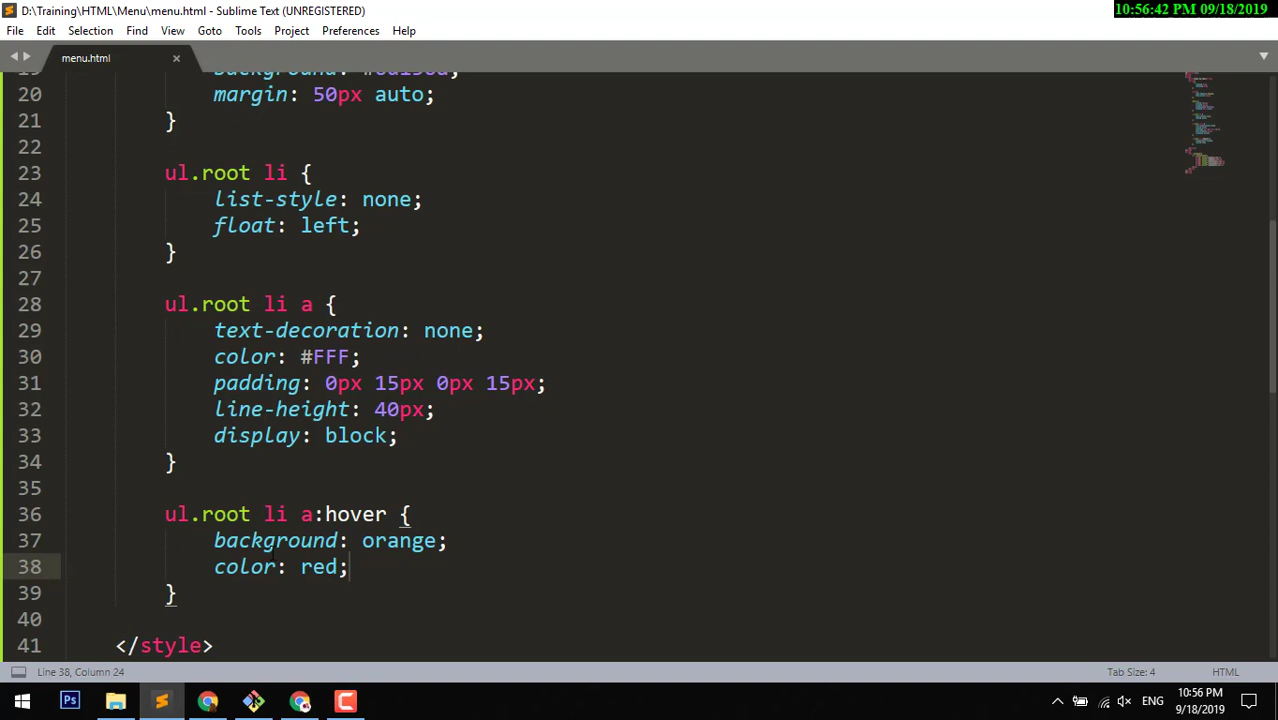 D:\Training\HTML\Menu\menu.html - Sublime Text (UNREGISTERED)
10:56:42 PM 09/18/2019
File Edit Selection Find View Goto Tools Project Preferences Help
menu.html
19 background:
20 margin: 50px auto;
21 }
22
23 ul.root li {
24 list-style: none;
25 float: left;
26 }
27
28 ul.root li a {
29 text-decoration: none;
30 color: #FFF;
31 padding: 0px 15px 0px 15px;
32 line-height: 40px;
33 display: block;
34 }
35
36 ul.root li a:hover {
37 background: orange;
38 color: red;
39 }
40
41 </style>
Line 38, Column 24
Tab Size: 4
HTML
Ps
ENG
10:56 PM
9/18/2019